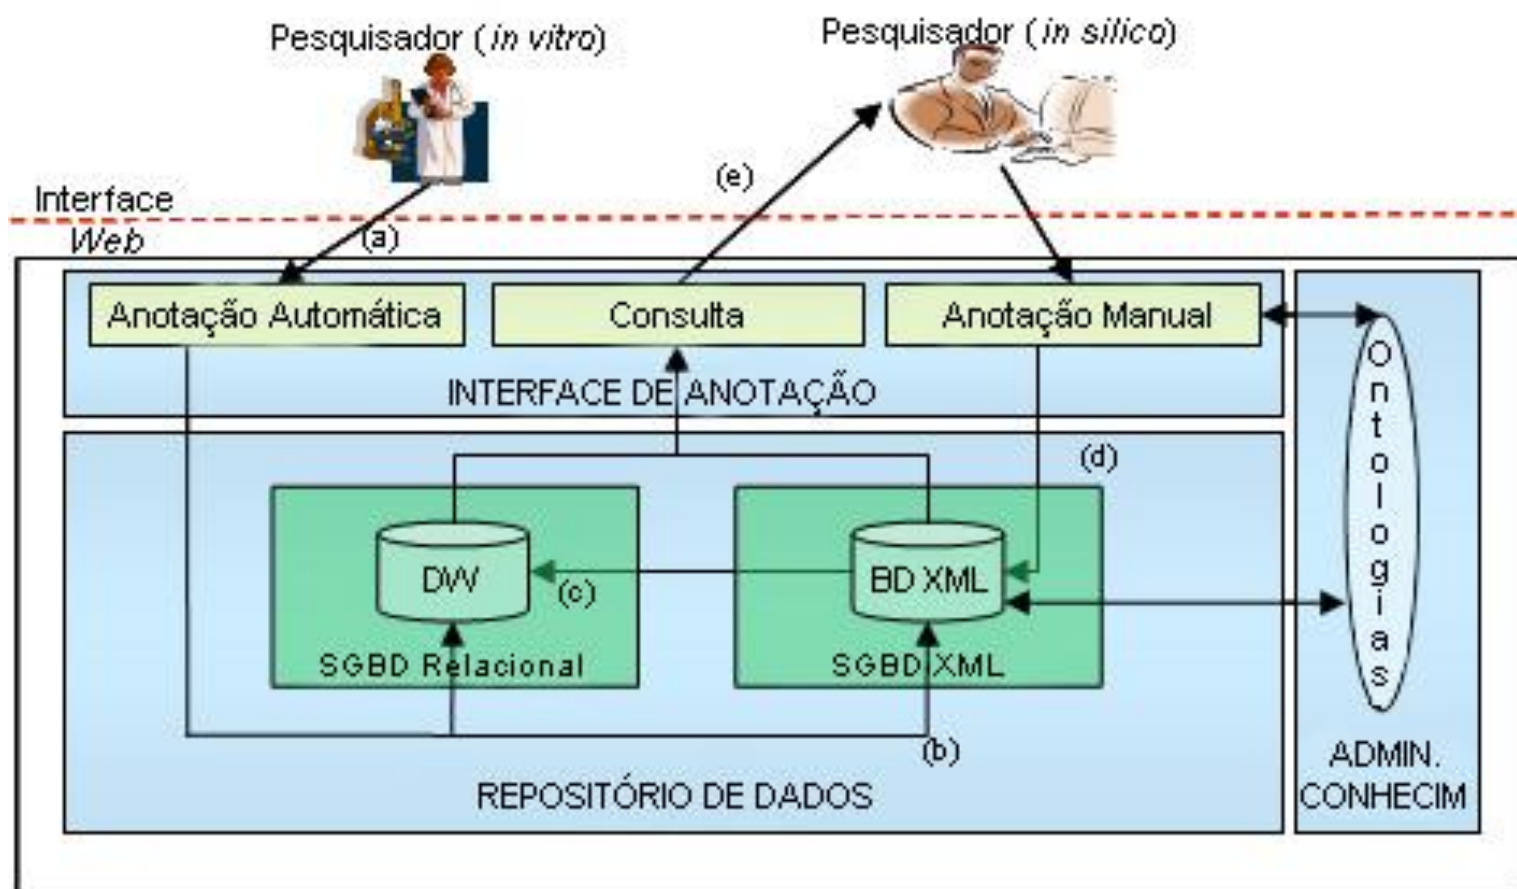 Pesquisador (in vitro)
Pesquisador (in silico)
(e)
Interface
Web
(a)
Anotação Automática
Consulta
Anotação Manual
INTERFACE DE ANOTAÇÃO
Ontologias
(d)
DW
(c)
BD XML
SGBD Relacional
SGBD XML
(b)
REPOSITÓRIO DE DADOS
ADMIN.
CONHECIM